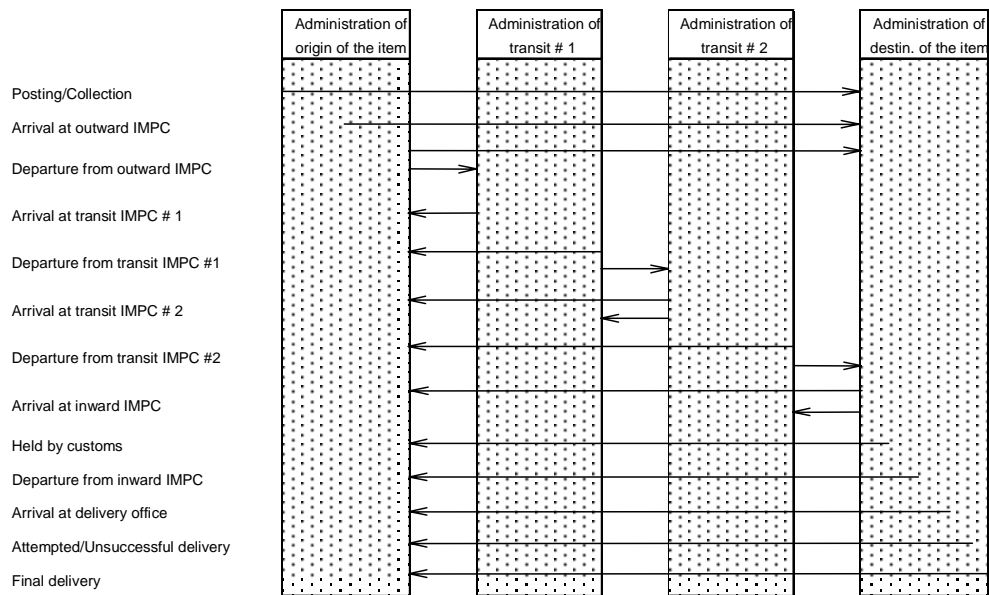 Administration of
origin of the item
Administration of
transit # 1
Administration of
transit # 2
Administration of
destin. of the item
Posting/Collection
Arrival at outward IMPC
Departure from outward IMPC
Arrival at transit IMPC # 1
Departure from transit IMPC #1
Arrival at transit IMPC # 2
Departure from transit IMPC #2
Arrival at inward IMPC
Held by customs
Departure from inward IMPC
Arrival at delivery office
Attempted/Unsuccessful delivery
Final delivery